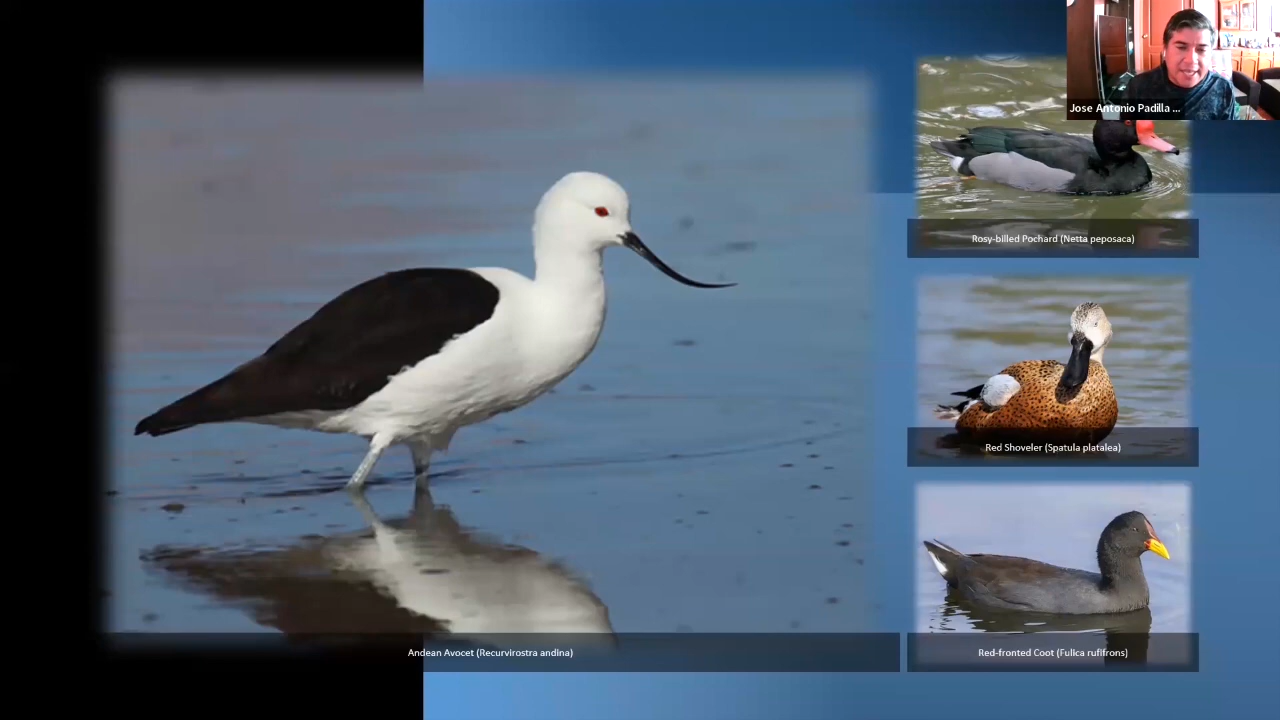 Jose Antonio Padilla ...
Rosy-billed Pochard (Netta peposaca)
Red Shoveler (Spatula platalea)
Andean Avocet (Recurvirostra andina)
Red-fronted Coot (Fulica rufifrons)